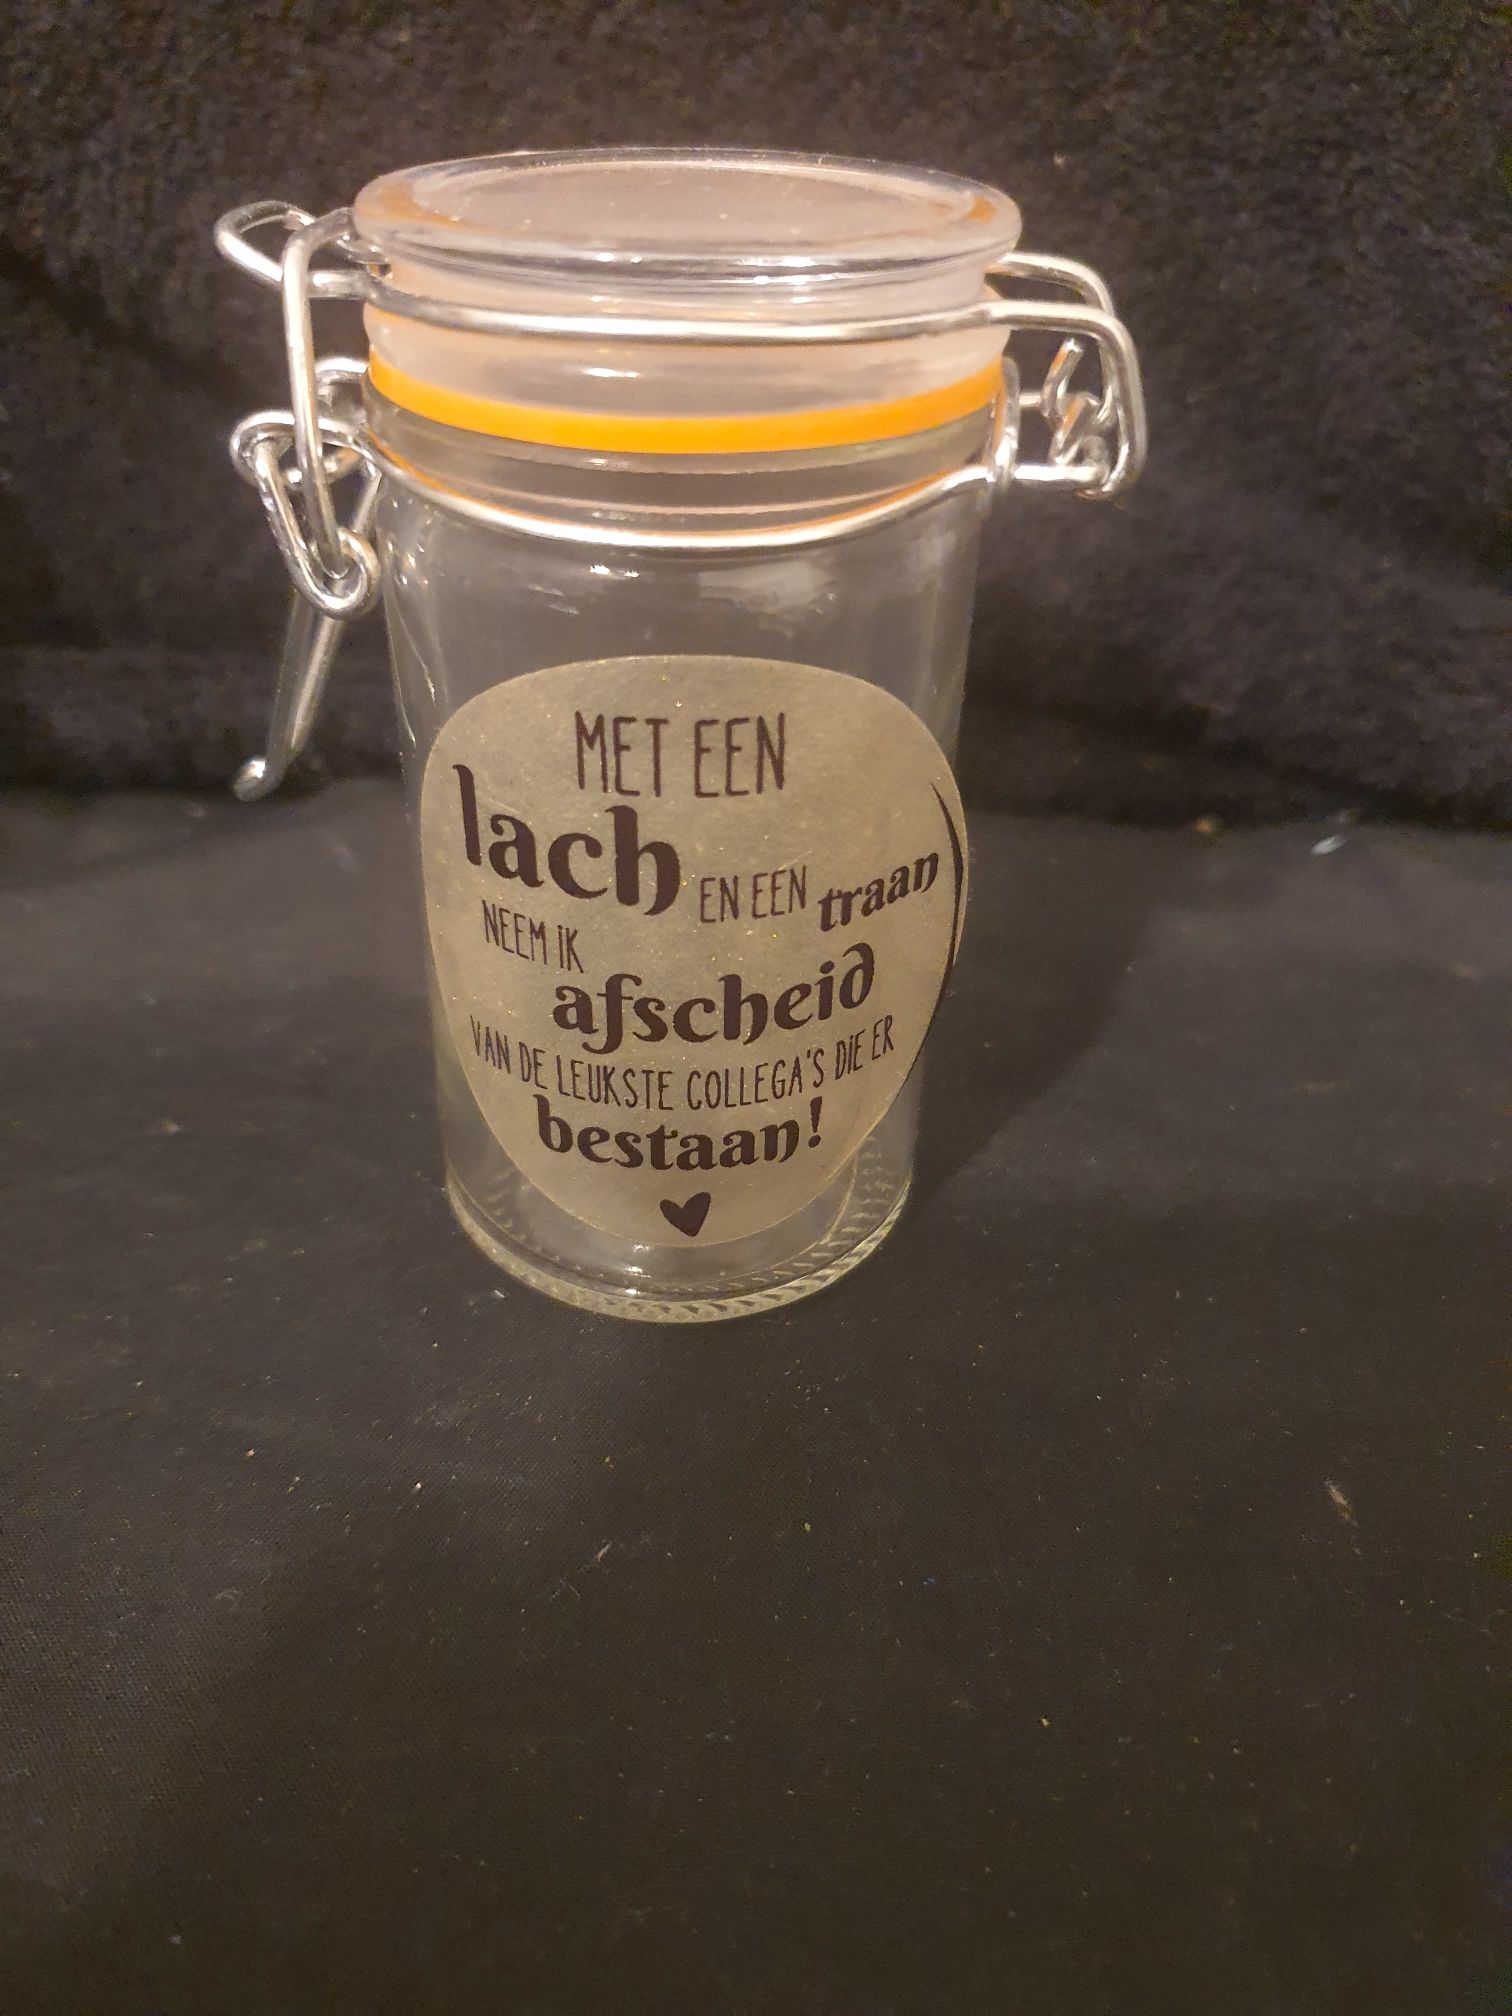 MET EEN
lach EN EEN traan
NEEM IK
afscheid
VAN DE LEUKSTE COLLEGA'S DIE ER
bestaan!